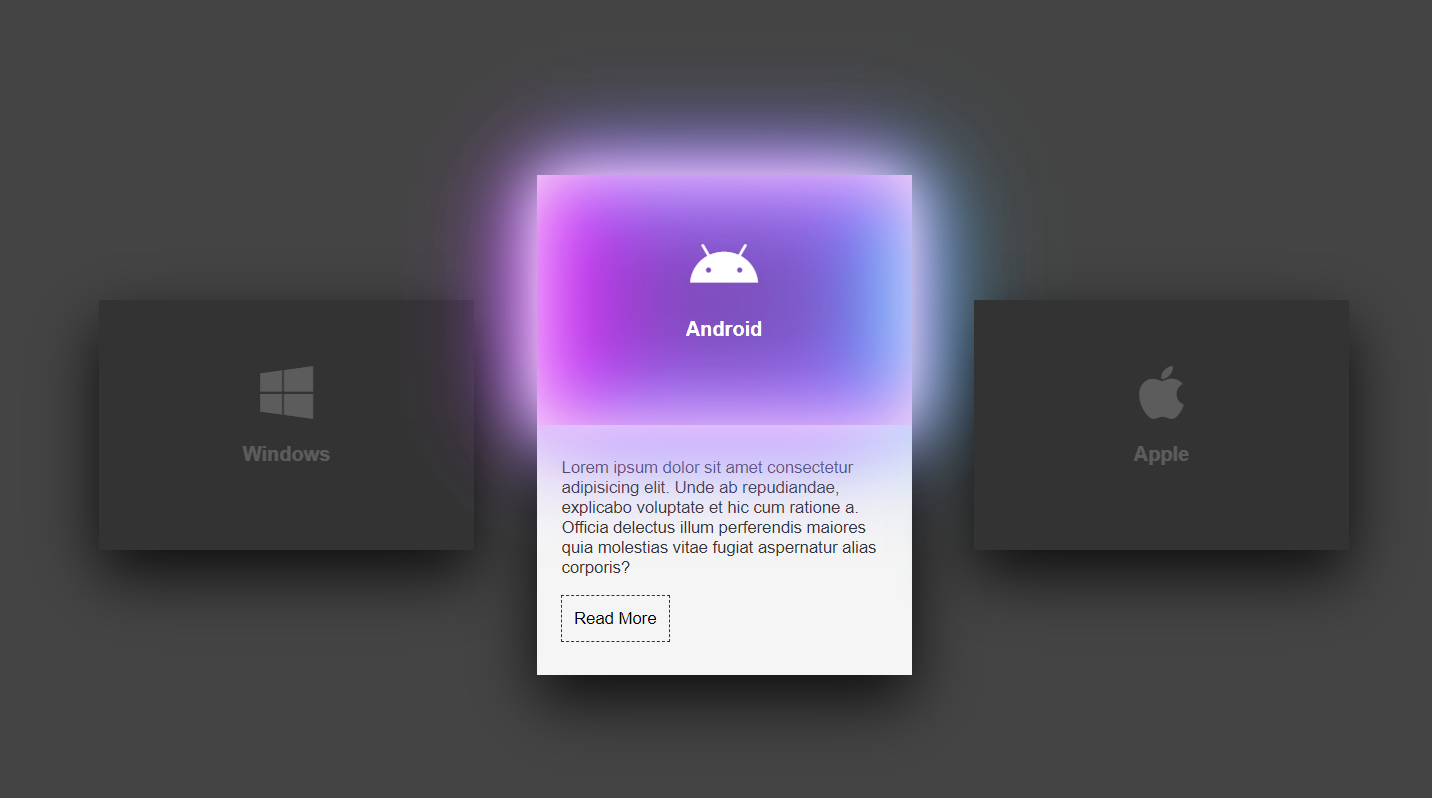 Windows
Android
Lorem ipsum dolor sit amet consectetur
adipisicing elit. Unde ab repudiandae,
explicabo voluptate et hic cum ratione a.
Officia delectus illum perferendis maiores
quia molestias vitae fugiat aspernatur alias
corporis?
Read More
Apple